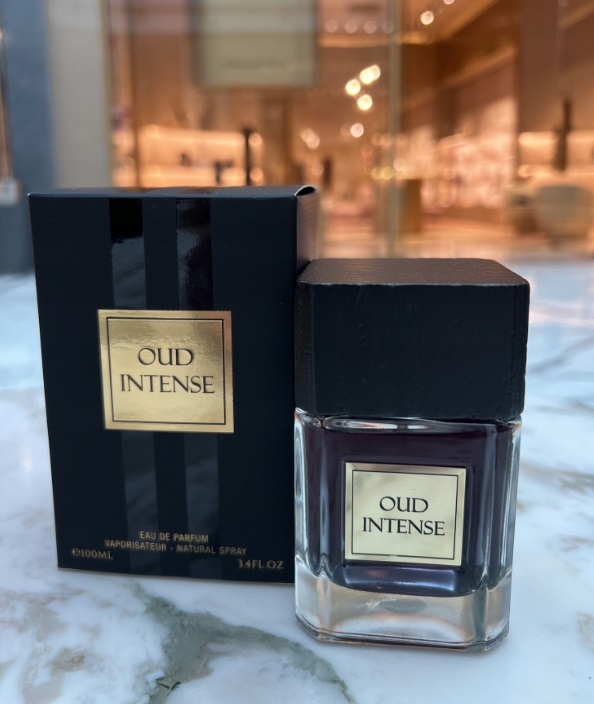 OUD
INTENSE
EAU DE PARFUM
VAPORISATEUR - NATURAL SPRAY
℮100ML
3.4FL OZ
OUD
INTENSE